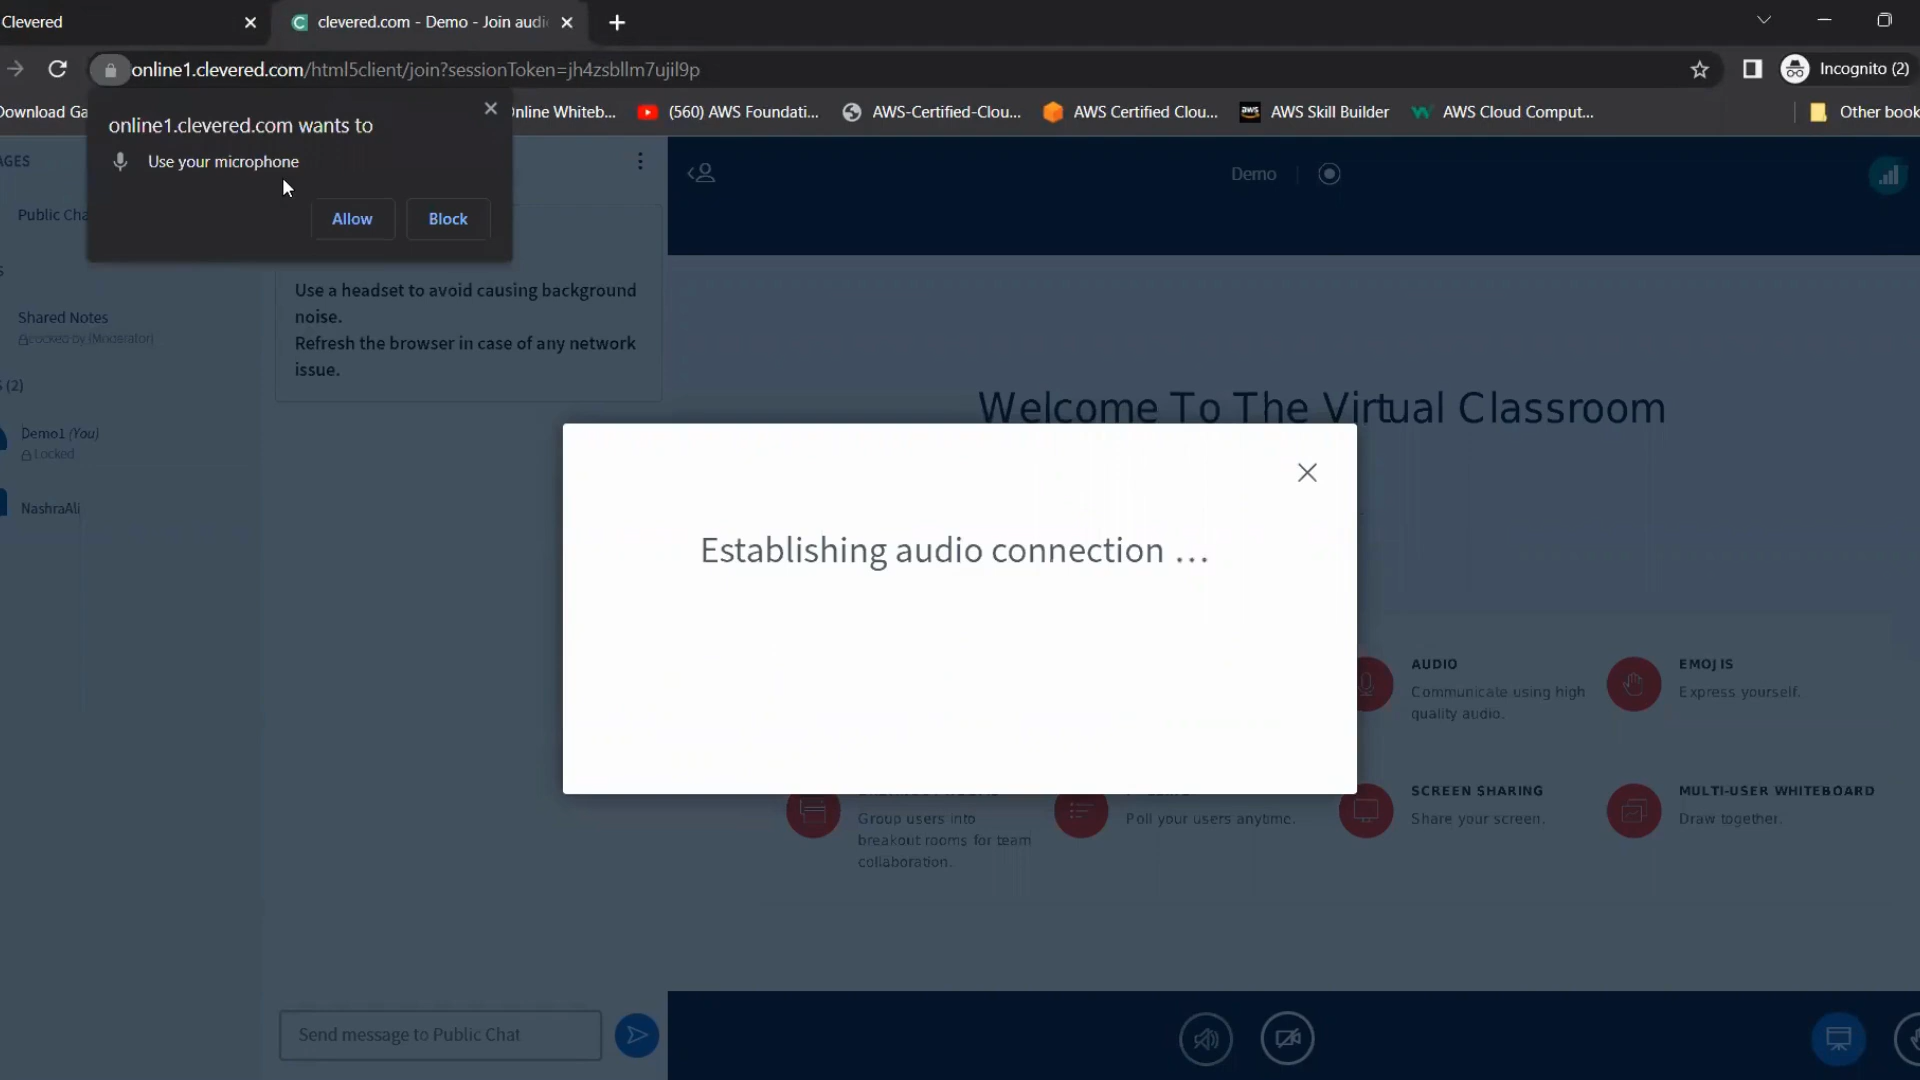 Clevered
clevered.com - Demo - Join audi
online1.clevered.com/html5client/join?sessionToken=jh4zsbllm7ujil9p
Incognito (2)
Download Ga
nline Whiteb...
(560) AWS Foundati...
AWS-Certified-Clou...
AWS Certified Clou...
aws
AWS Skill Builder
AWS Cloud Comput...
Other book
online1.clevered.com wants to
Use your microphone
Allow
Block
AGES
Public Cha
S
Shared Notes
Locked by (Moderator)
S (2)
Demo1 (You)
Locked
NashraAli
Use a headset to avoid causing background
noise.
Refresh the browser in case of any network
issue.
Send message to Public Chat
Demo
Welcome To The Virtual Classroom
Establishing audio connection ...
AUDIO
Communicate using high
quality audio.
EMOJIS
Express yourself.
Group users into
breakout rooms for team
collaboration.
Poll your users anytime.
SCREEN SHARING
Share your screen.
MULTI-USER WHITEBOARD
Draw together.